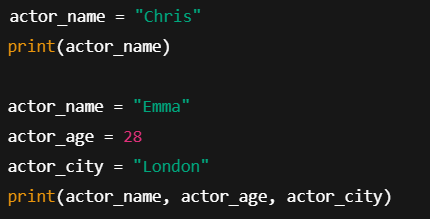 actor_name = "Chris"
print(actor_name)
actor_name = "Emma"
actor_age = 28
actor_city = "London"
print(actor_name, actor_age, actor_city)